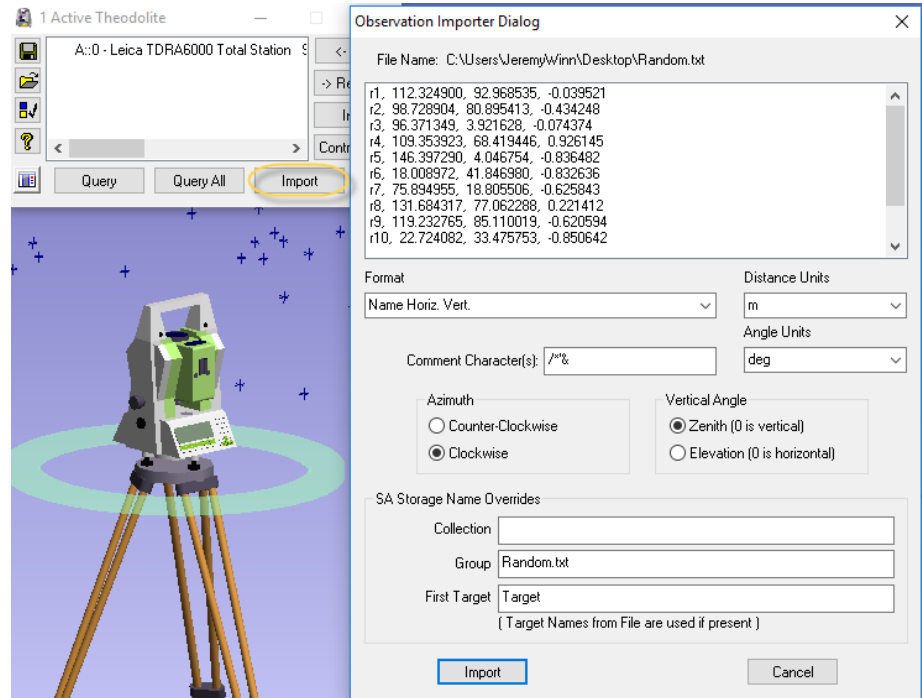 1 Active Theodolite
A::0 - Leica TDRA6000 Total Station
<-
-> Re
Contr
Query
Query All
Import
Observation Importer Dialog
File Name: C:\Users\JeremyWinn\Desktop\Random.txt
r1, 112.324900, 92.968535, -0.039521
r2, 98.728904, 80.895413, -0.434248
r3, 96.371349, 3.921628, -0.074374
r4, 109.353923, 68.419446, 0.926145
r5, 146.397290, 4.046754, -0.836482
r6, 18.008972, 41.846980, -0.832636
r7, 75.894955, 18.805506, -0.625843
r8, 131.684317, 77.062288, 0.221412
r9, 119.232765, 85.110019, -0.620594
r10, 22.724082, 33.475753, -0.850642
Format
Distance Units
Name Horiz. Vert.
m
Angle Units
Comment Character(s): /*'&
deg
Azimuth
Vertical Angle
Counter-Clockwise
Zenith (0 is vertical)
Clockwise
Elevation (0 is horizontal)
SA Storage Name Overrides
Collection
Group Random.txt
First Target Target
( Target Names from File are used if present )
Import
Cancel